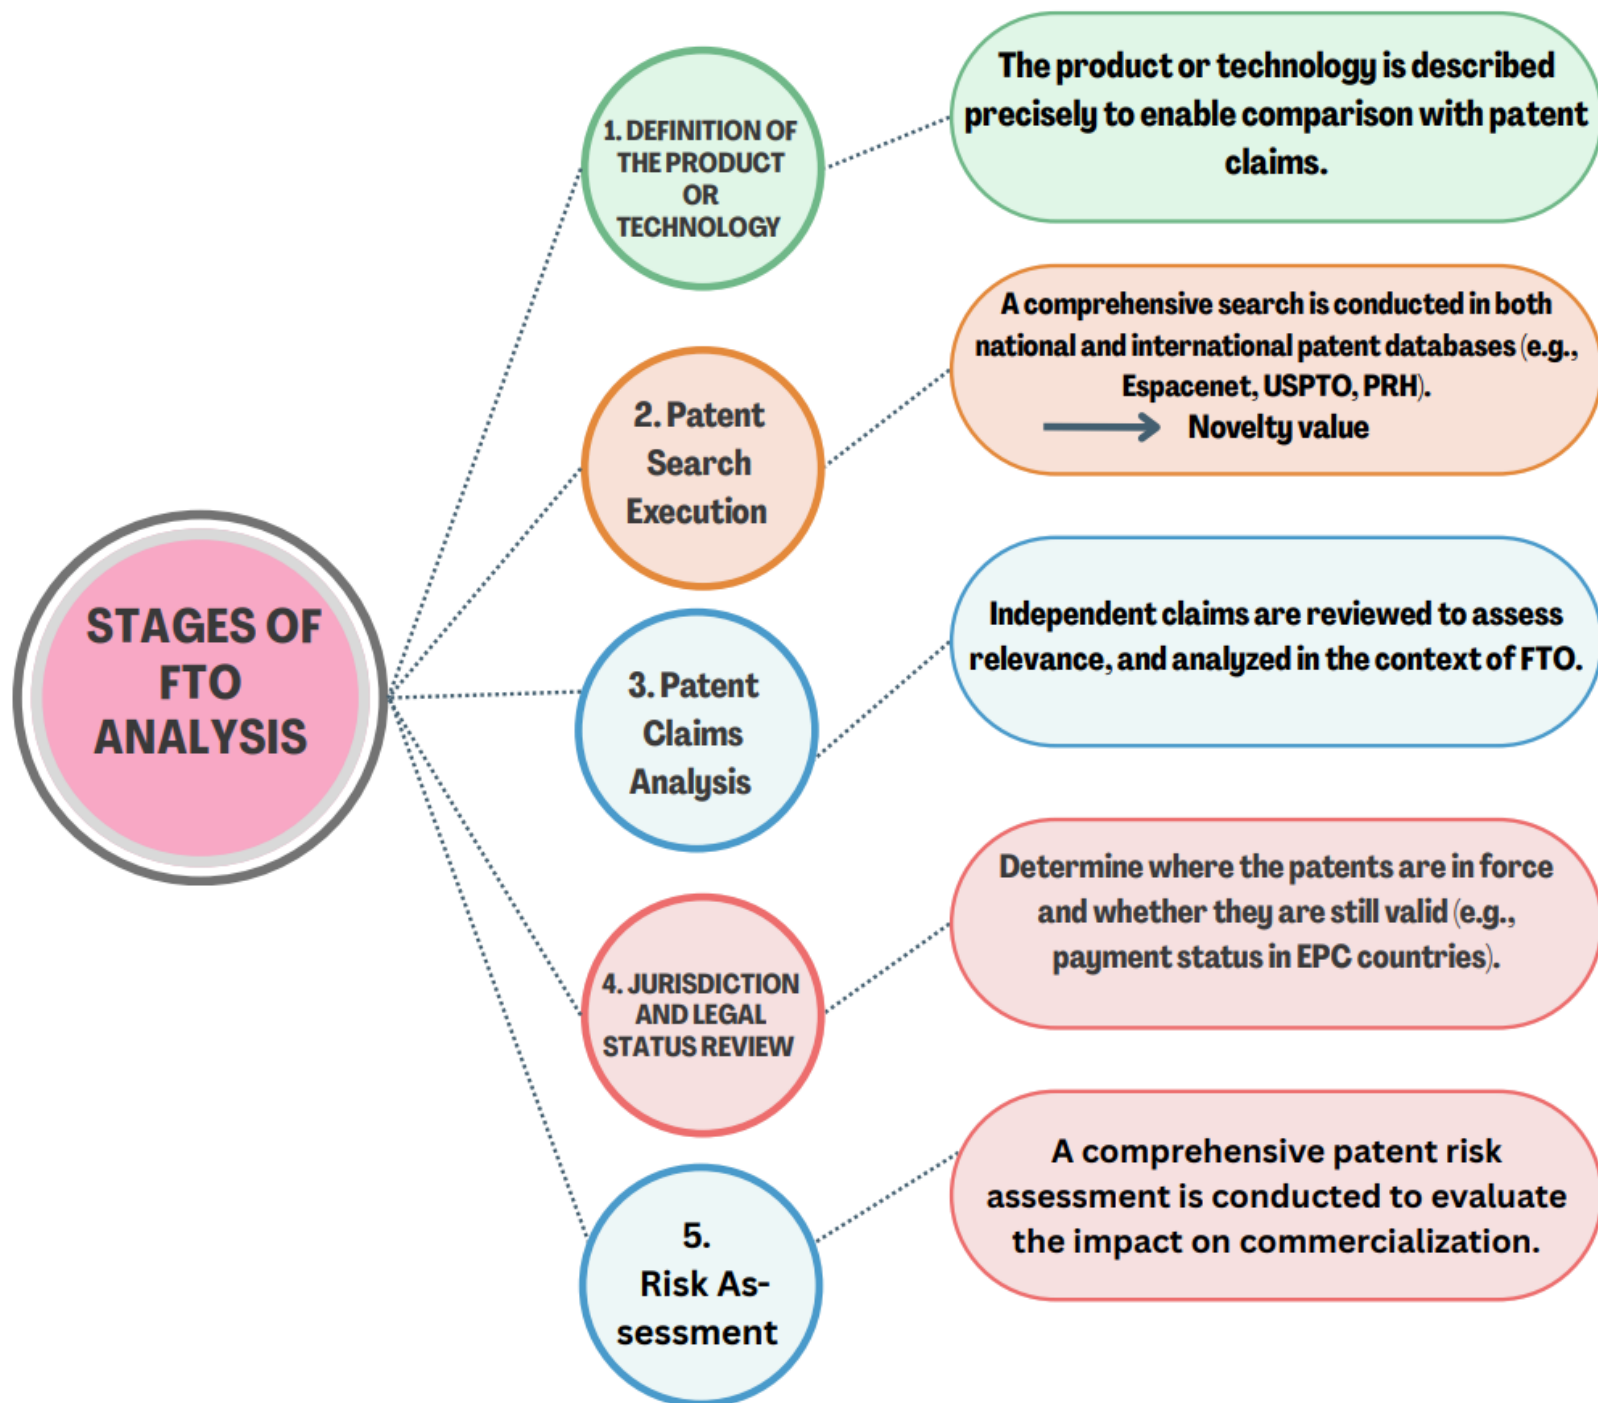 STAGES OF
FTO
ANALYSIS
1. DEFINITION OF
THE PRODUCT
OR
TECHNOLOGY
The product or technology is described
precisely to enable comparison with patent
claims.
2. Patent
Search
Execution
A comprehensive search is conducted in both
national and international patent databases (e.g.,
Espacenet, USPTO, PRH).
Novelty value
3. Patent
Claims
Analysis
Independent claims are reviewed to assess
relevance, and analyzed in the context of FTO.
4. JURISDICTION
AND LEGAL
STATUS REVIEW
Determine where the patents are in force
and whether they are still valid (e.g.,
payment status in EPC countries).
5.
Risk As-
sessment
A comprehensive patent risk
assessment is conducted to evaluate
the impact on commercialization.